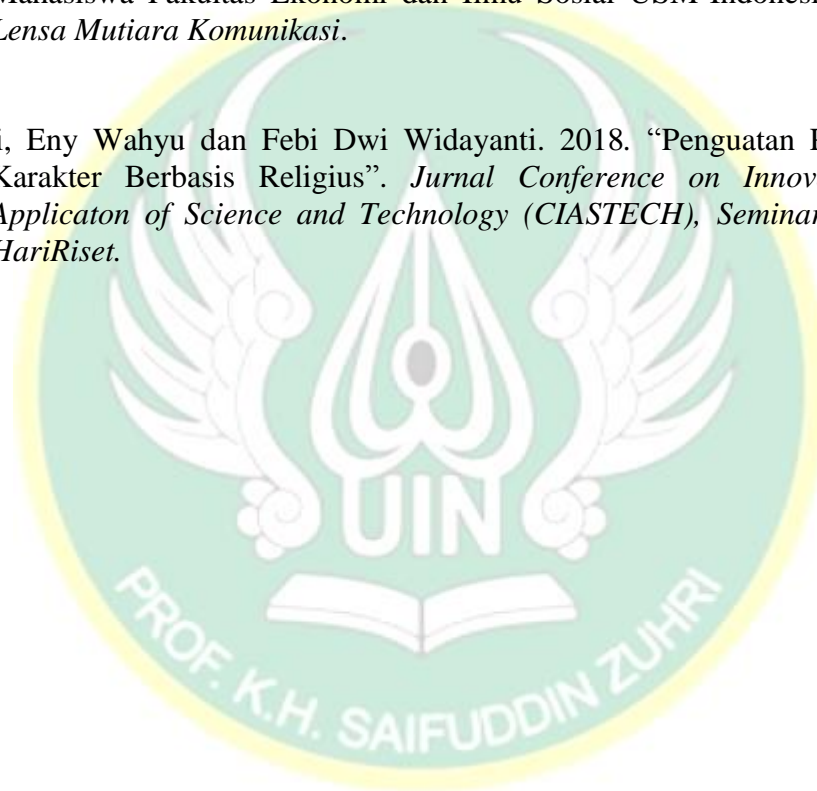 Mahasiswa Fakultas Ekonomi dan Ilmu Sosial USM Indonesi
Lensa Mutiara Komunikasi.
i, Eny Wahyu dan Febi Dwi Widayanti. 2018. “Penguatan
Karakter Berbasis Religius”. Jurnal Conference on Innov
Applicaton of Science and Technology (CIASTECH), Seminar
HariRiset.
UIN
PROF. K.H. SAIFUDDIN ZUHRI